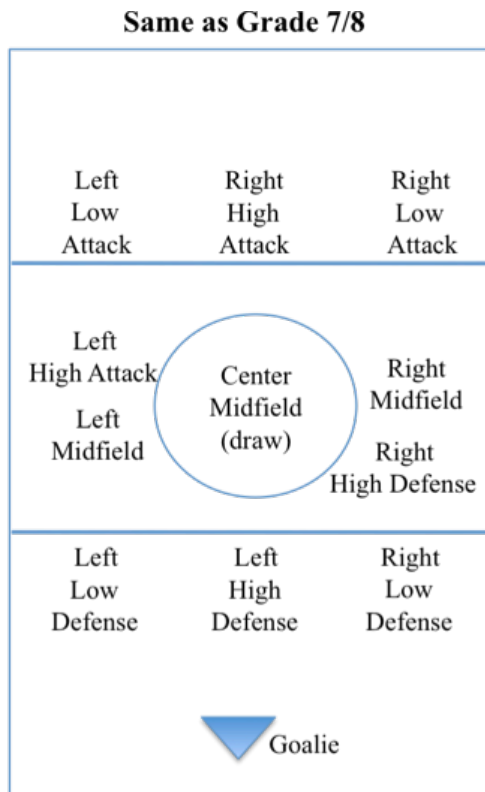 Same as Grade 7/8
Left
Low
Attack
Right
High
Attack
Right
Low
Attack
Left
High Attack
Left
Midfield
Center
Midfield
(draw)
Right
Midfield
Right
High Defense
Left
Low
Defense
Left
High
Defense
Right
Low
Defense
Goalie